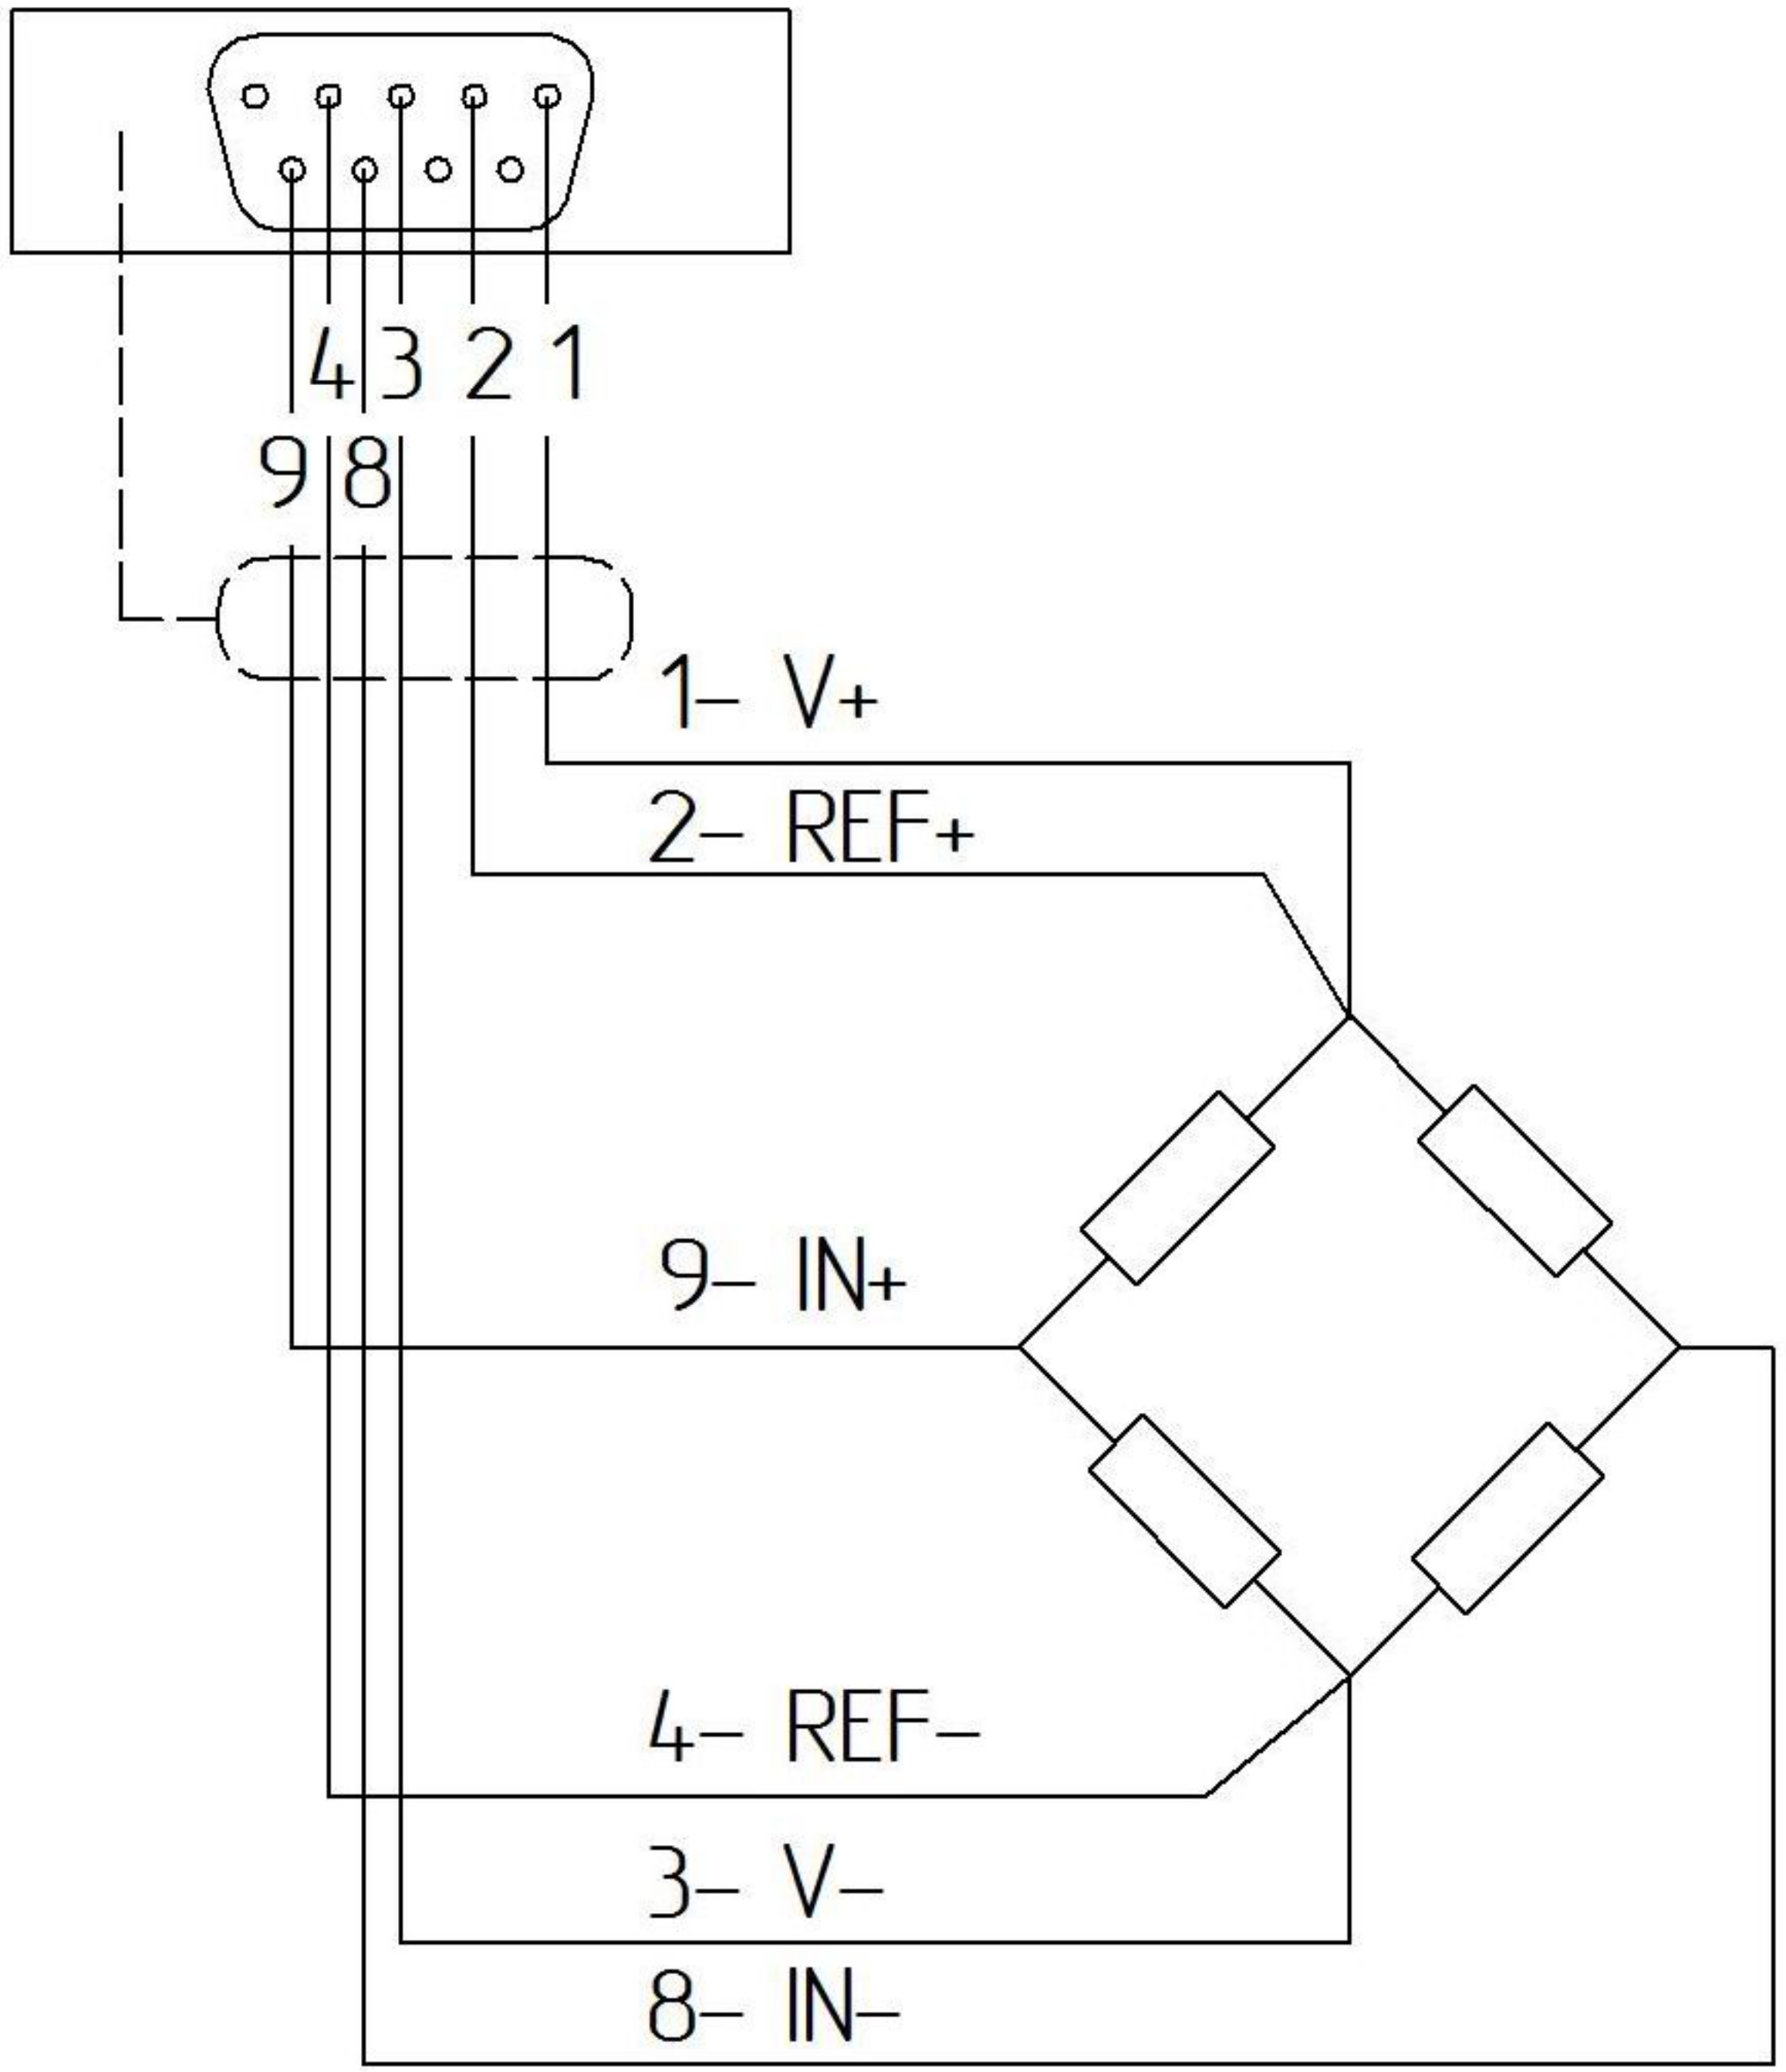 4 3 2 1
9 8
1- V+
2- REF+
9- IN+
4- REF-
3- V-
8- IN-